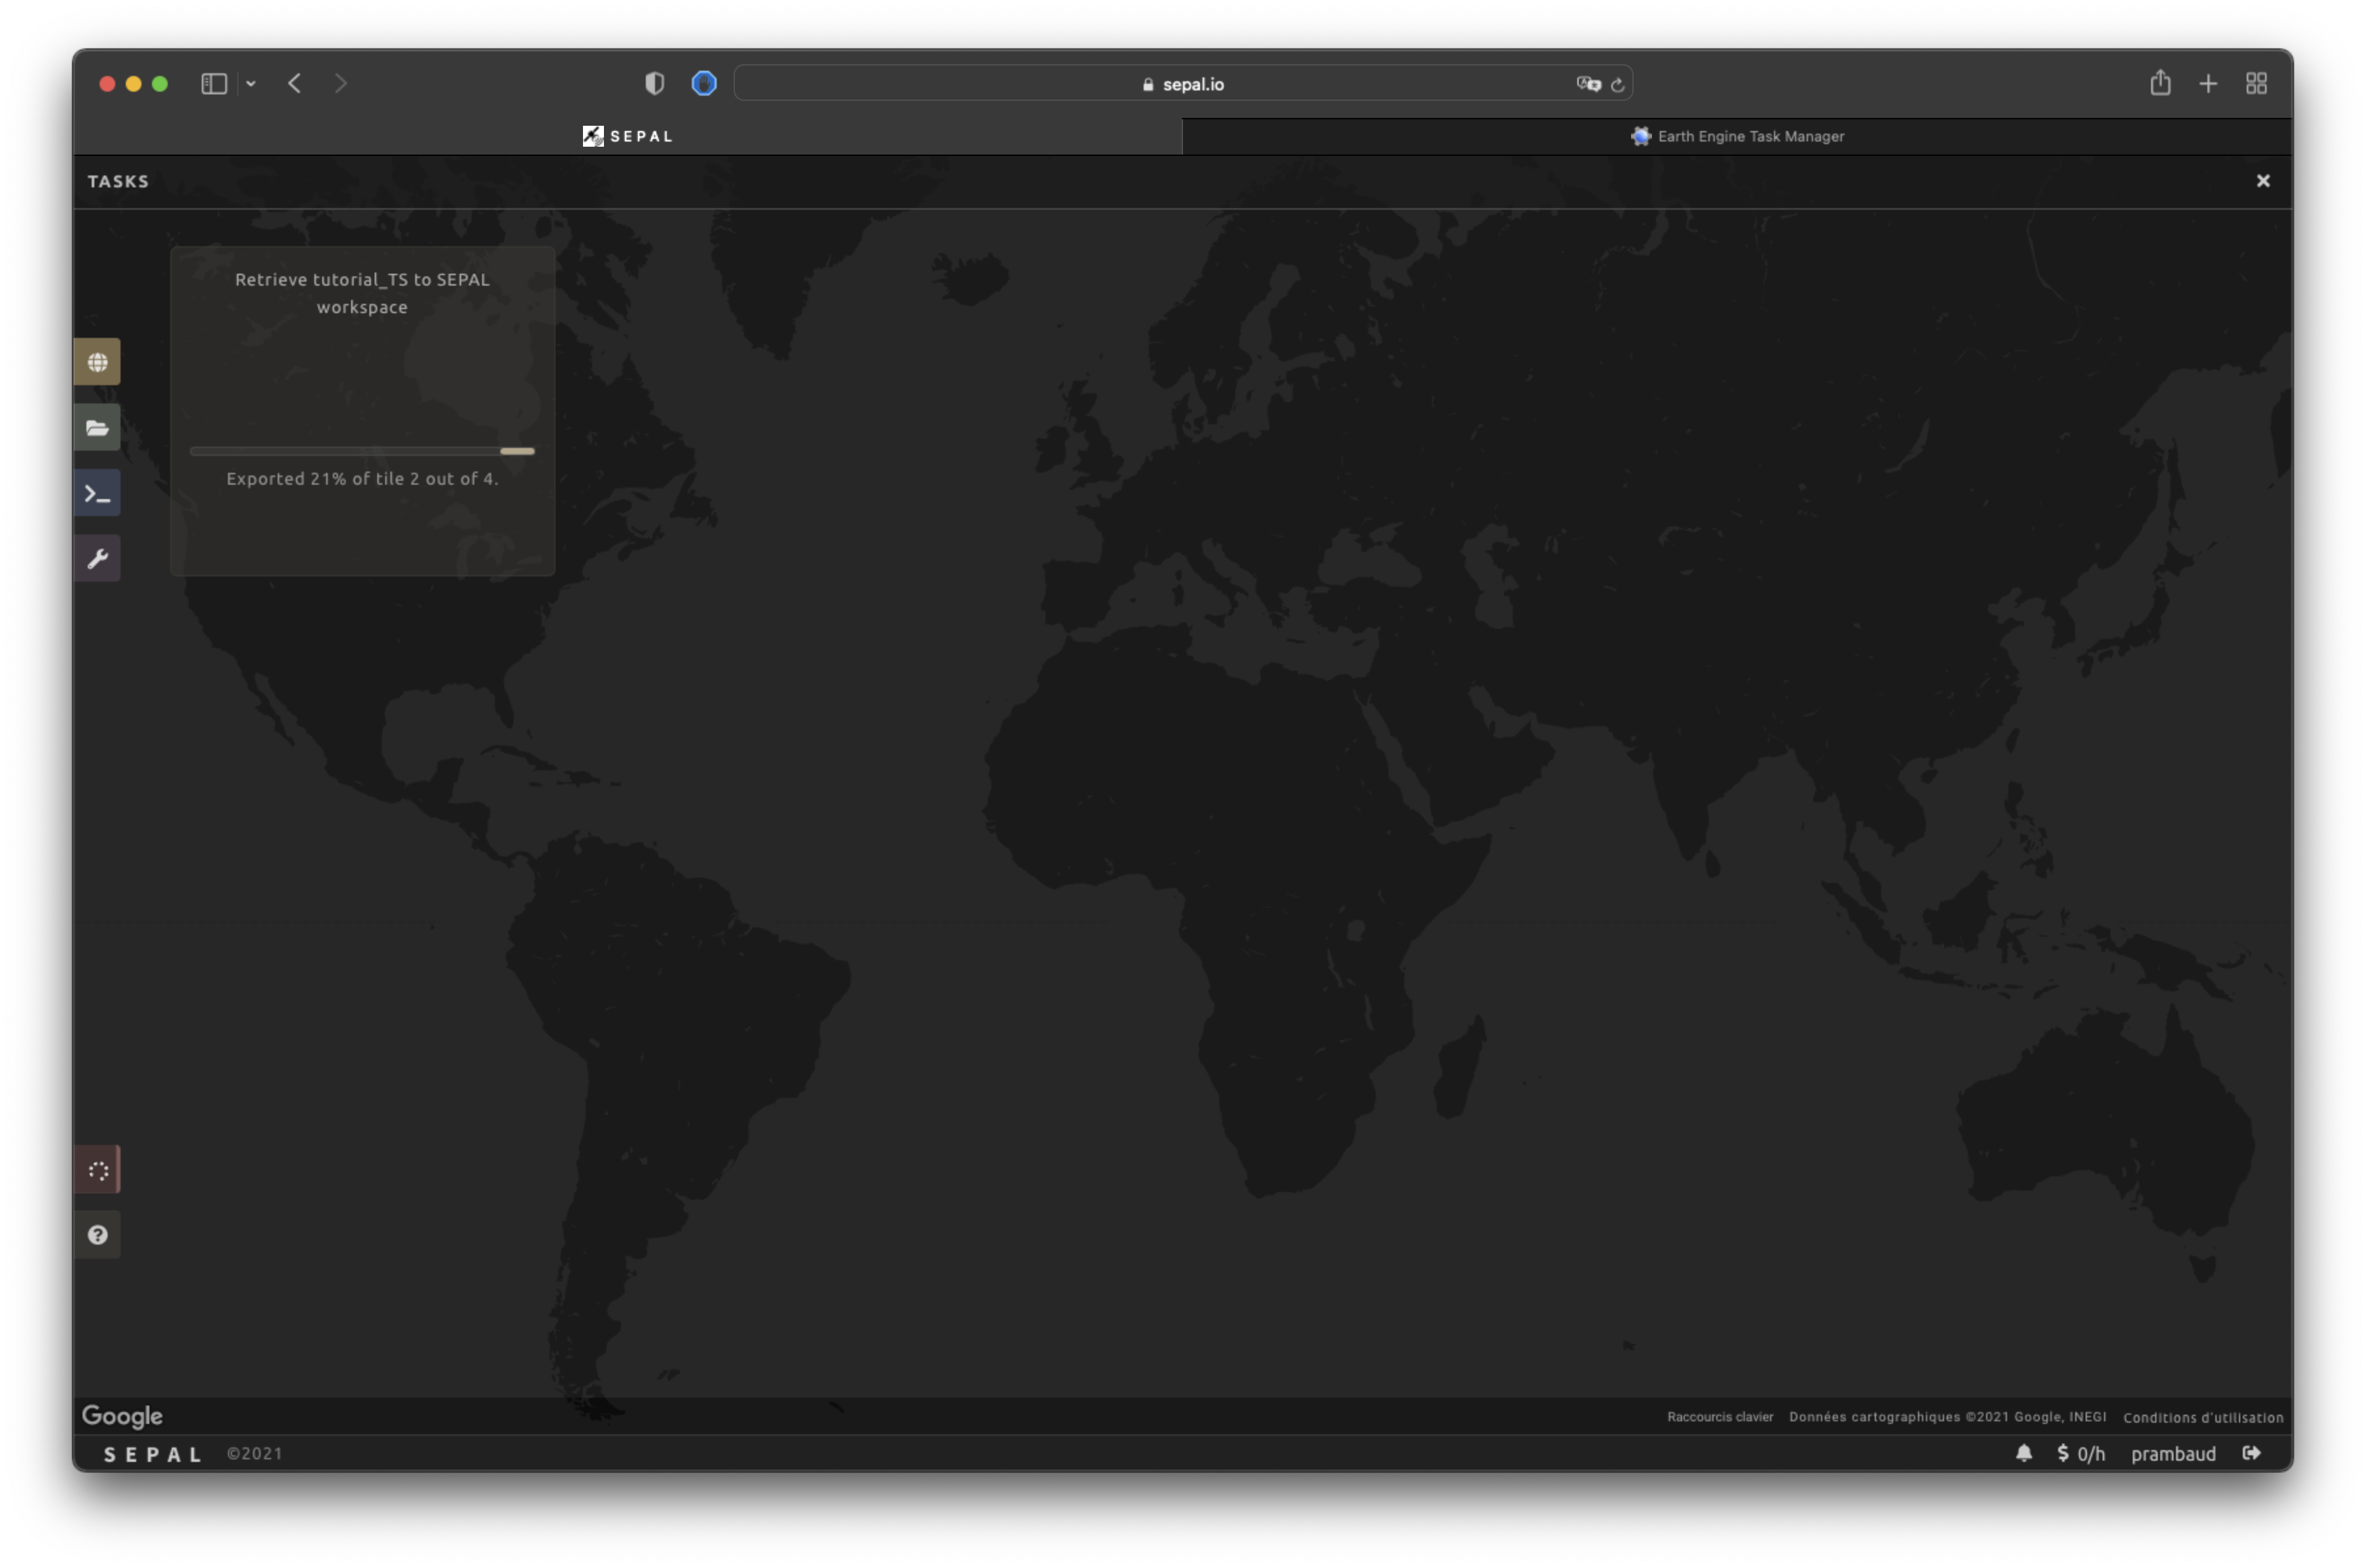 sepal.io
SEPAL
Earth Engine Task Manager
TASKS
Retrieve tutorial_TS to SEPAL
workspace
Exported 21% of tile 2 out of 4.
Google
Raccourcis clavier Données cartographiques ©2021 Google, INEGI Conditions d'utilisation
SEPAL ©2021
$ 0/h prambaud